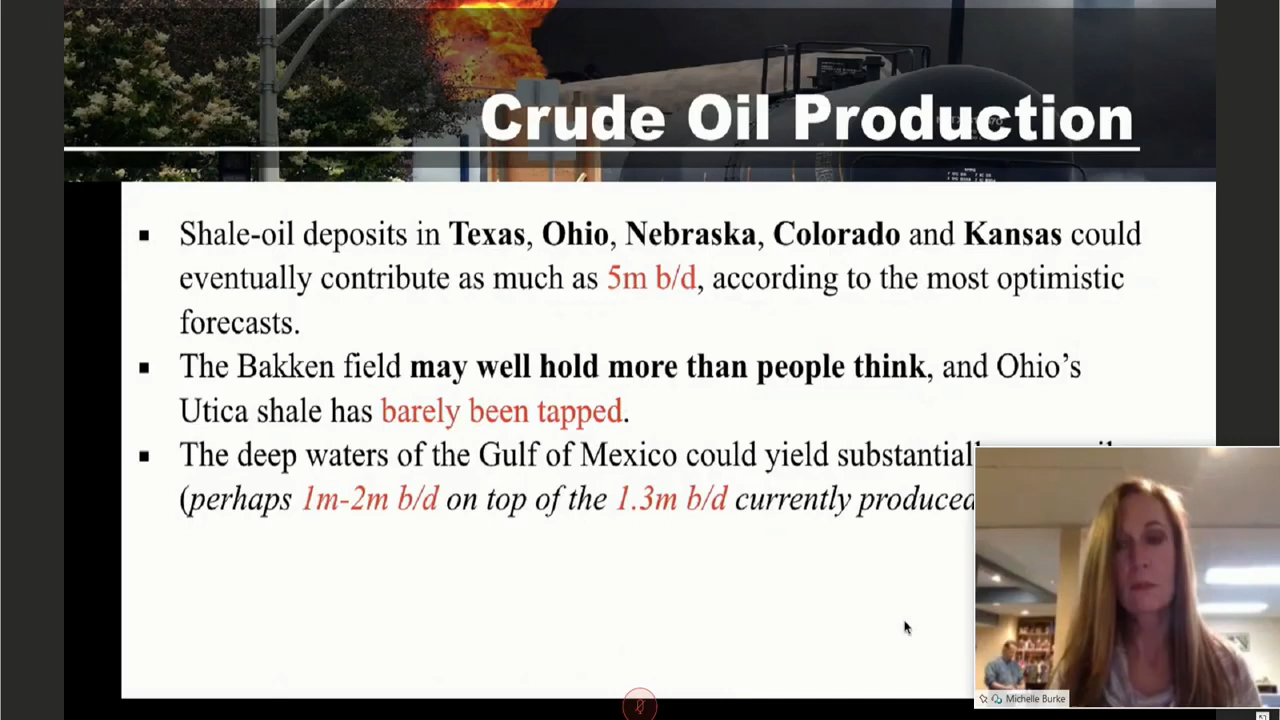 Crude Oil Production
▪ Shale-oil deposits in Texas, Ohio, Nebraska, Colorado and Kansas could
eventually contribute as much as 5m b/d, according to the most optimistic
forecasts.
▪ The Bakken field may well hold more than people think, and Ohio’s
Utica shale has barely been tapped.
▪ The deep waters of the Gulf of Mexico could yield
(perhaps 1m-2m b/d on top of the 1.3m b/d currently produced
Michelle Burke